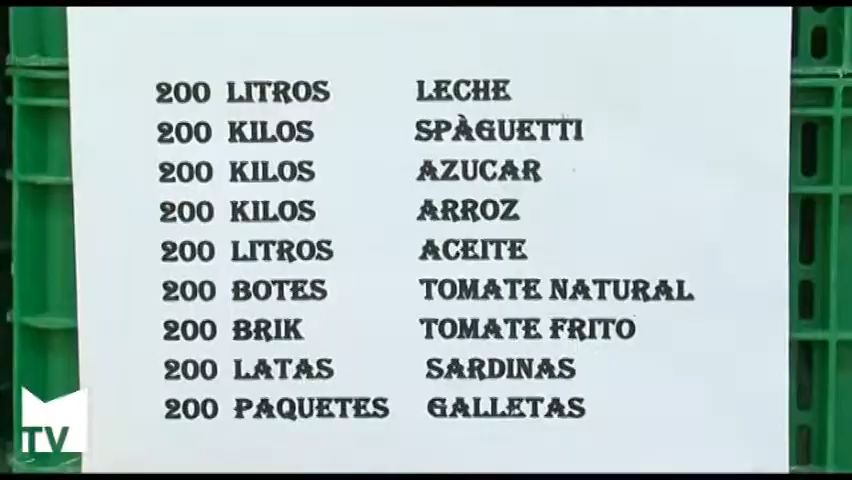 200 LITROS LECHE
200 KILOS SPÀGUETTI
200 KILOS AZUCAR
200 KILOS ARROZ
200 LITROS ACEITE
200 BOTES TOMATE NATURAL
200 BRIK TOMATE FRITO
200 LATAS SARDINAS
200 PAQUETES GALLETAS
TV